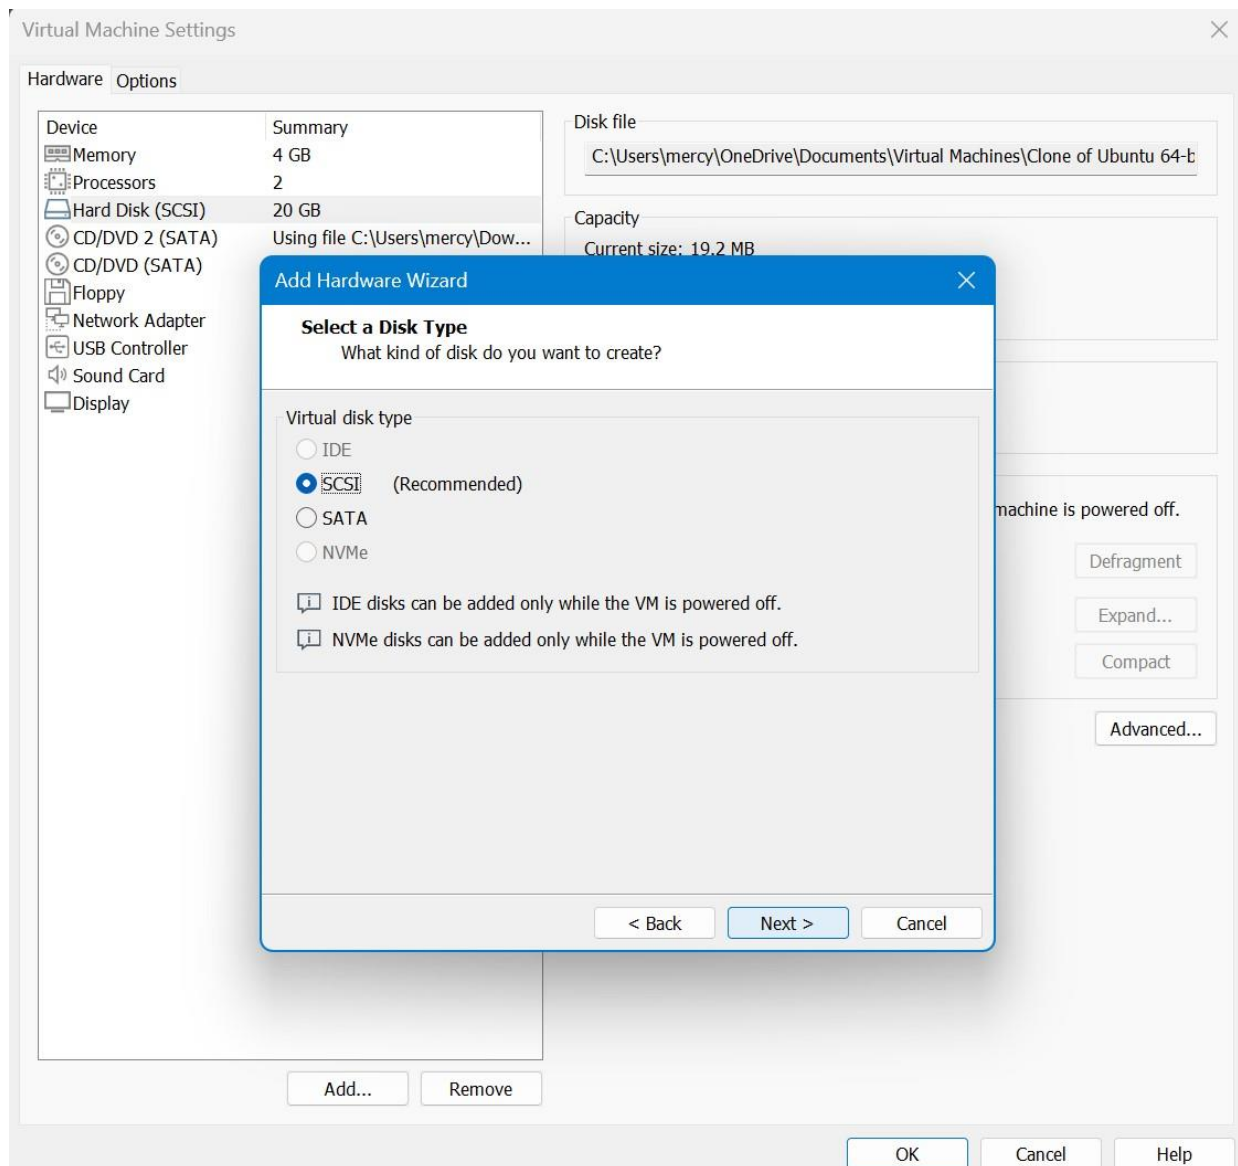 Virtual Machine Settings
Hardware Options
Device Summary
Memory 4 GB
Processors 2
Hard Disk (SCSI) 20 GB
CD/DVD 2 (SATA) Using file C:\Users\mercy\Dow...
CD/DVD (SATA)
Floppy
Network Adapter
USB Controller
Sound Card
Display
Add... Remove
Disk file
C:\Users\mercy\OneDrive\Documents\Virtual Machines\Clone of Ubuntu 64-b
Capacity
Current size: 19.2 MB
machine is powered off.
Defragment
Expand...
Compact
Advanced...
Add Hardware Wizard
Select a Disk Type
What kind of disk do you want to create?
Virtual disk type
IDE
SCSI (Recommended)
SATA
NVMe
IDE disks can be added only while the VM is powered off.
NVMe disks can be added only while the VM is powered off.
< Back Next > Cancel
OK Cancel Help